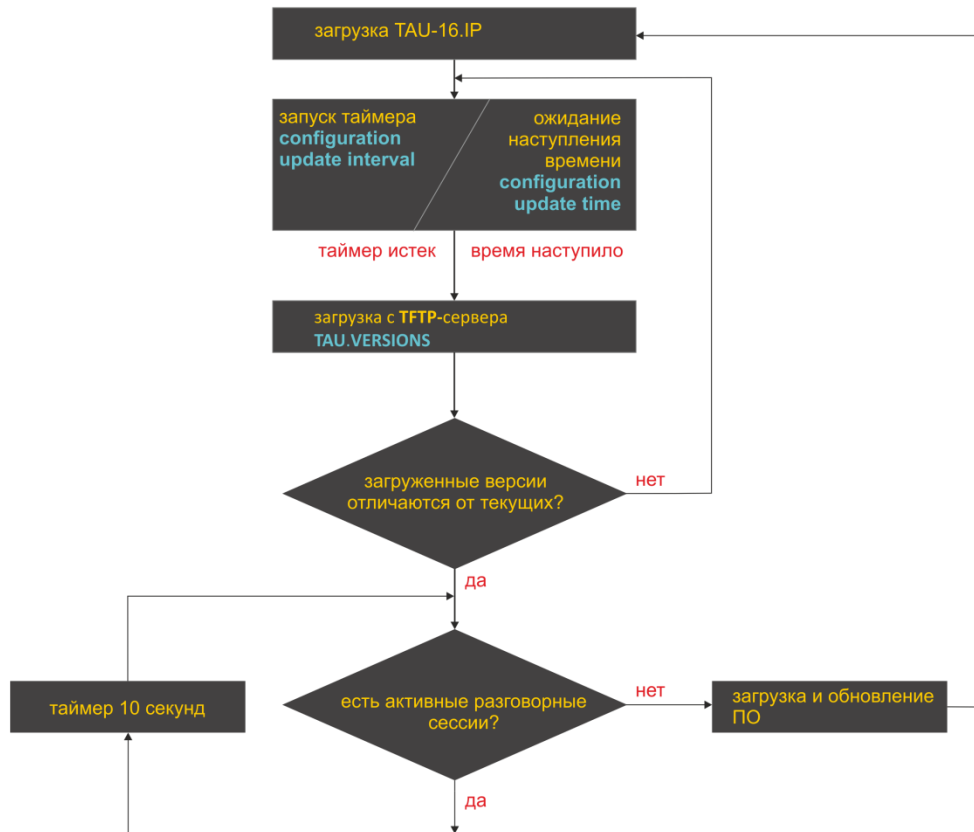 загрузка TAU-16.IP
запуск таймера
configuration
update interval
ожидание
наступления
времени
configuration
update time
таймер истек
время наступило
загрузка с TFTP-сервера
TAU.VERSIONS
загруженные версии
отличаются от текущих?
нет
да
таймер 10 секунд
есть активные разговорные
сессии?
нет
загрузка и обновление
ПО
да